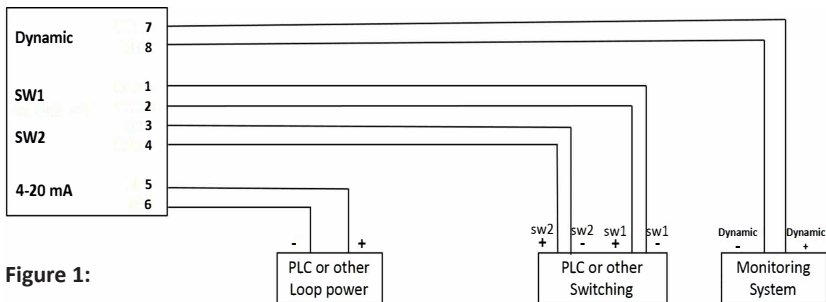 Dynamic
7
8
SW1
1
2
SW2
3
4
4-20 mA
5
6
- +
sw2 sw2 sw1 sw1
+ - + -
Dynamic Dynamic
- +
Figure 1:
PLC or other
Loop power
PLC or other
Switching
Monitoring
System